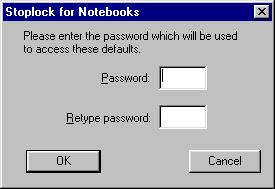 Stoplock for Notebooks
Please enter the password which will be used
to access these defaults.
Password:
Retype password:
OK Cancel